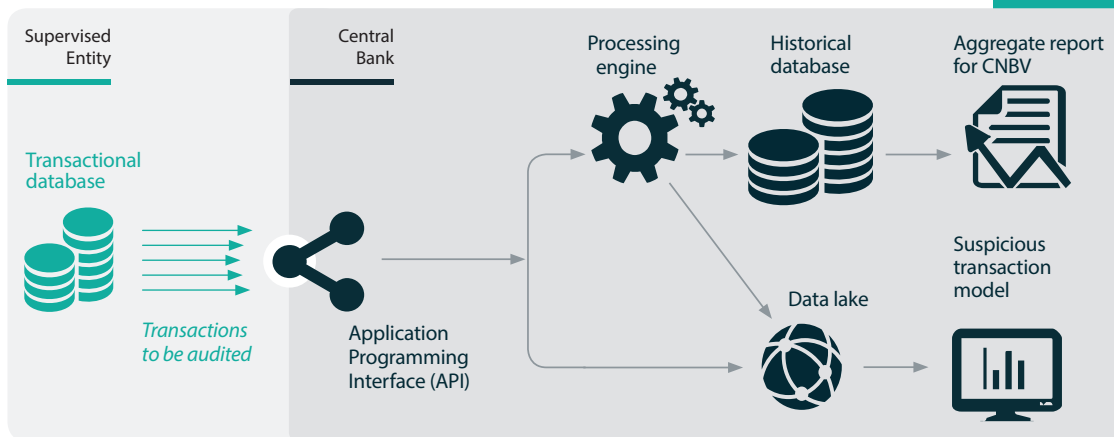 Supervised
Entity
Central
Bank
Transactional
database
Transactions
to be audited
Application
Programming
Interface (API)
Processing
engine
Historical
database
Aggregate report
for CNBV
Data lake
Suspicious
transaction
model